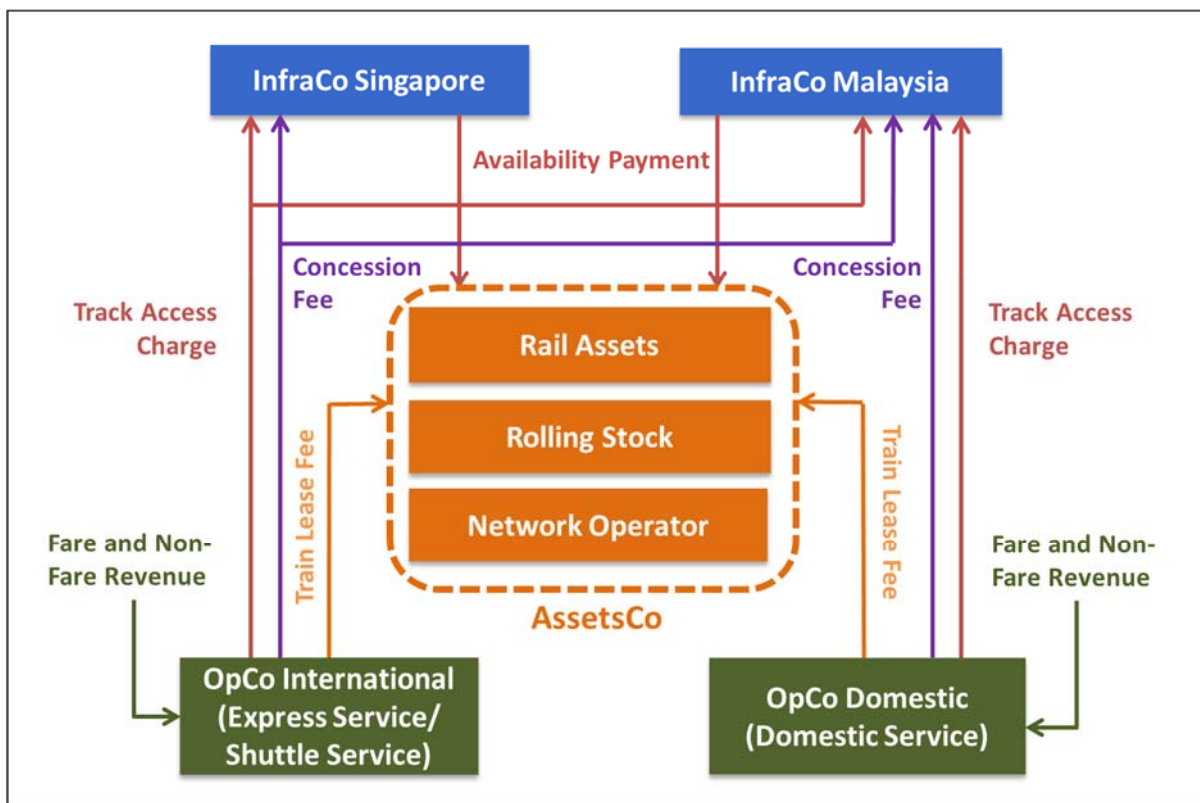 InfraCo Singapore
InfraCo Malaysia
Availability Payment
Concession
Fee
Concession
Fee
Track Access
Charge
Track Access
Charge
Rail Assets
Rolling Stock
Network Operator
AssetsCo
Train Lease Fee
Train Lease Fee
Fare and Non-
Fare Revenue
Fare and Non-
Fare Revenue
OpCo International
(Express Service/
Shuttle Service)
OpCo Domestic
(Domestic Service)